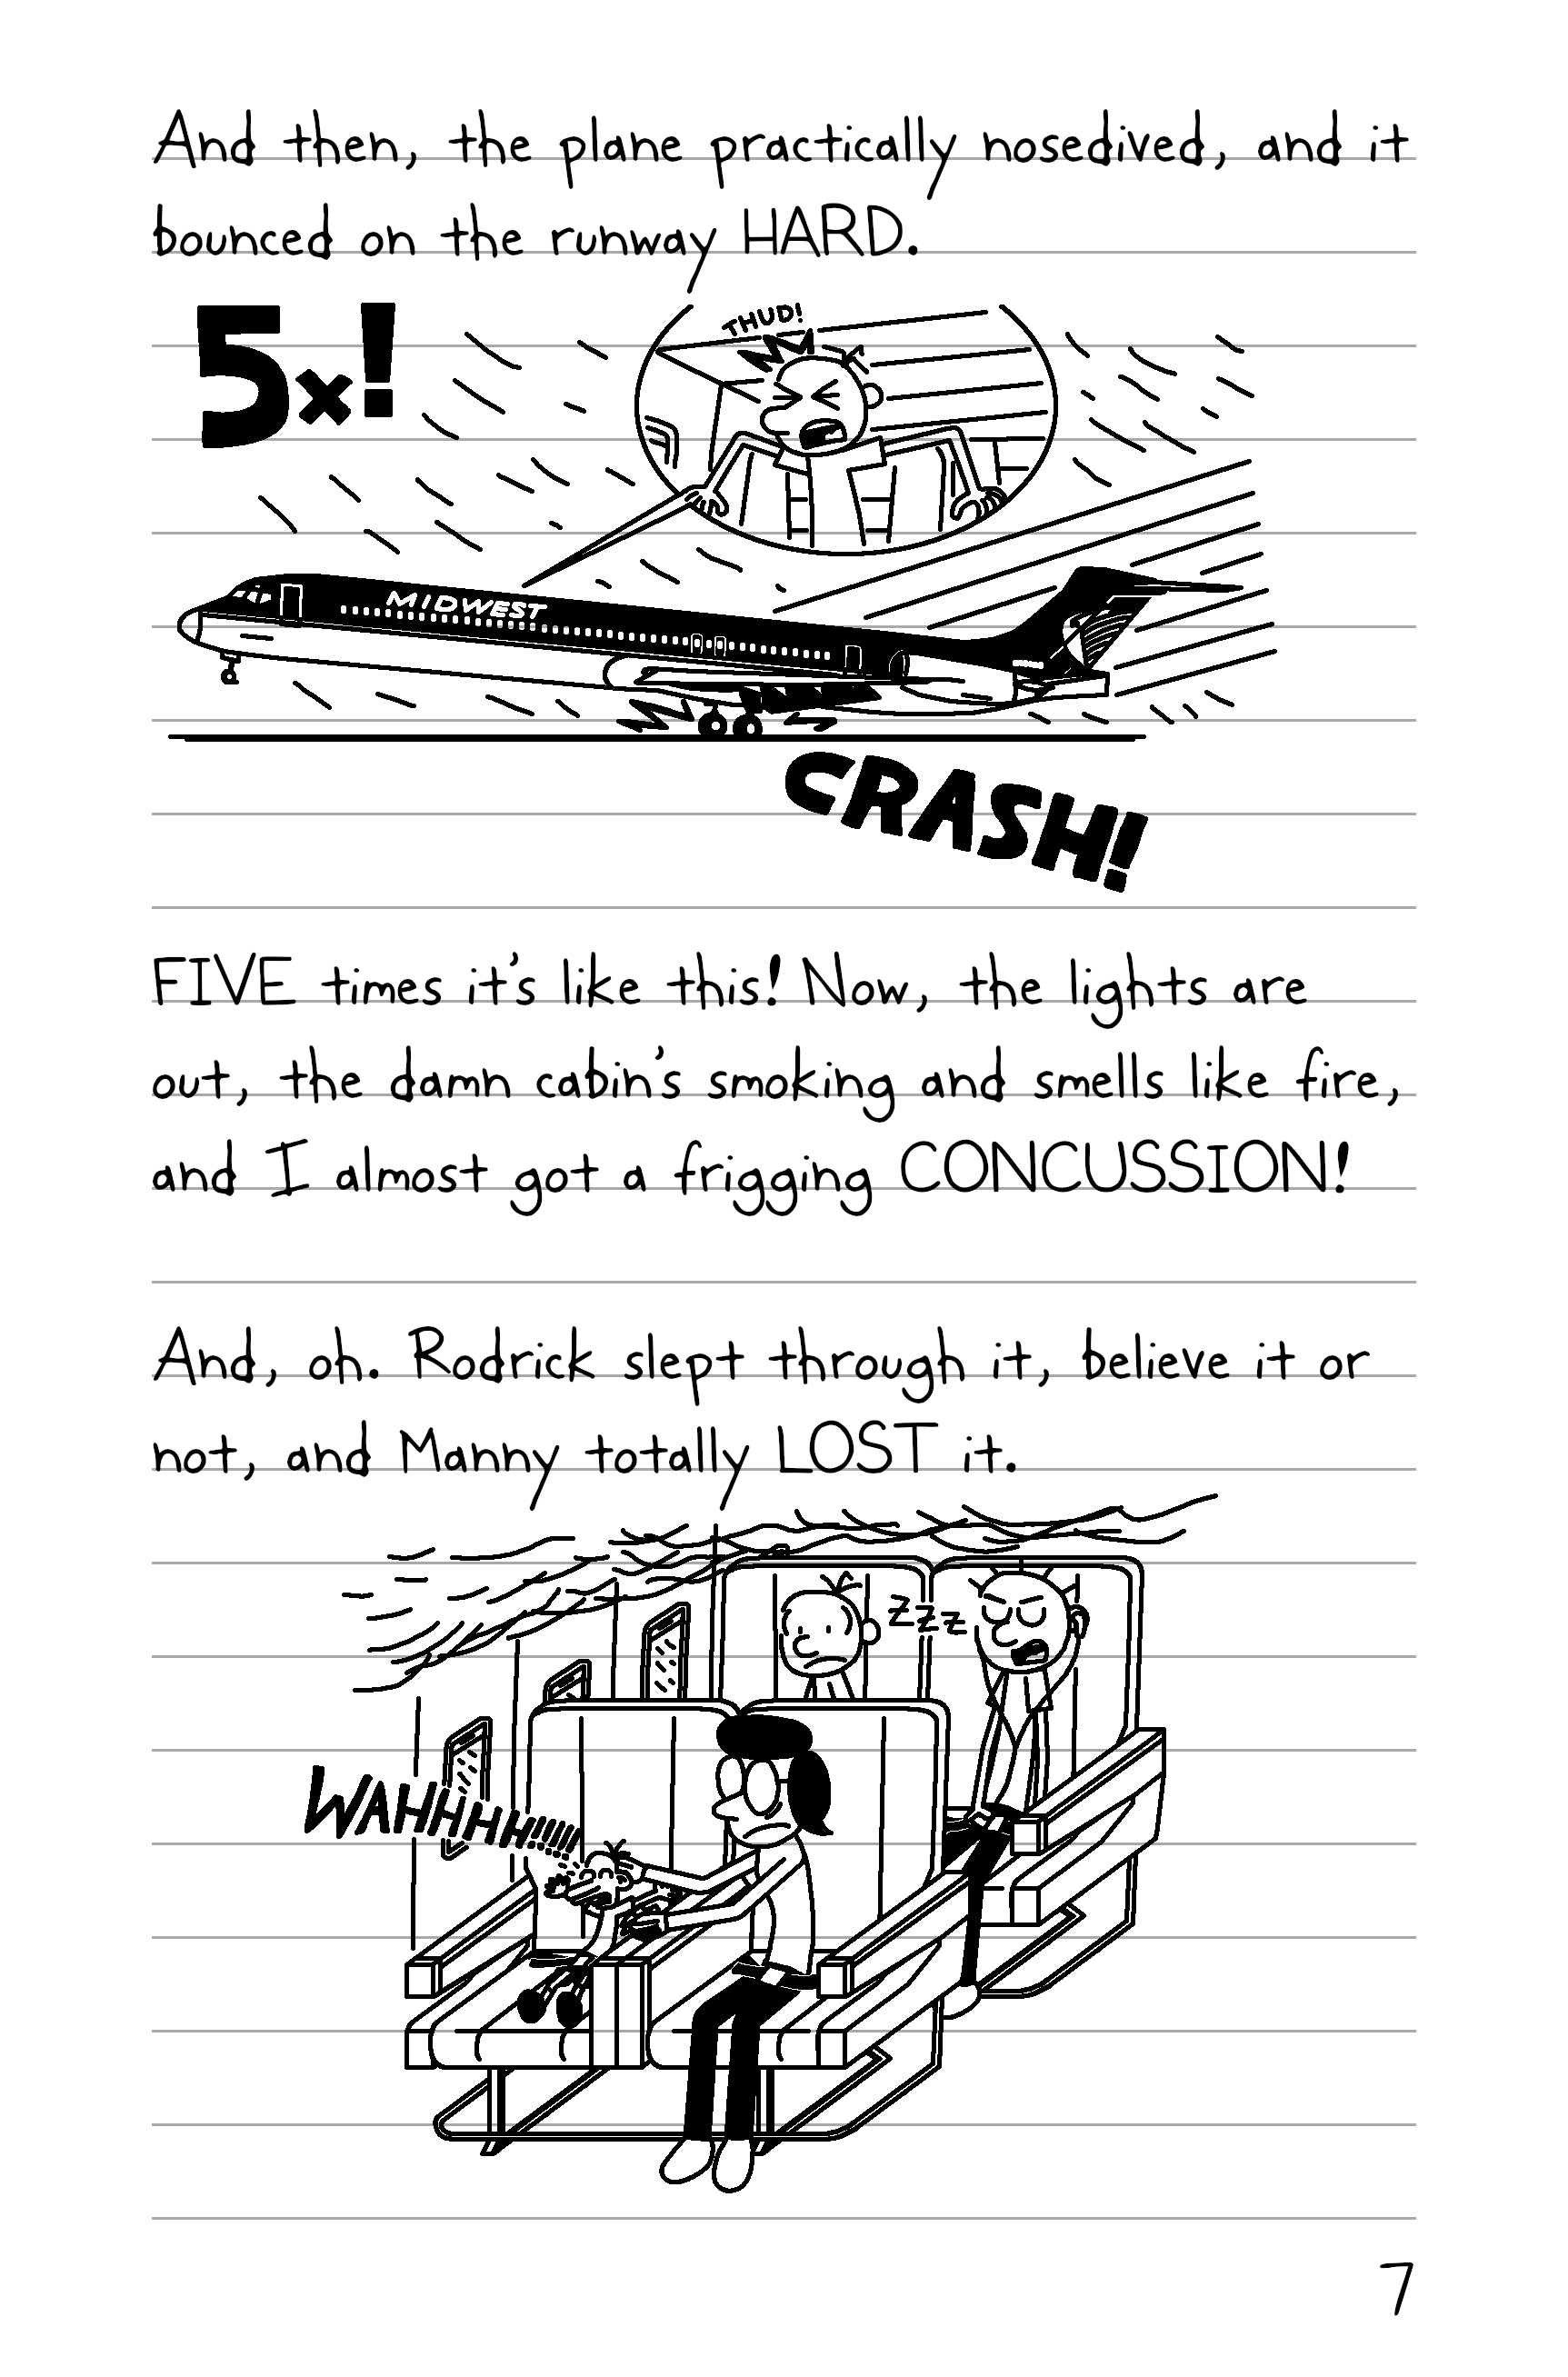 And then, the plane practically nosedived, and it
bounced on the runway HARD.
5x!
THUD!
MIDWEST
CRASH!
FIVE times it's like this! Now, the lights are
out, the damn cabin's smoking and smells like fire,
and I almost got a frigging CONCUSSION!
And, oh. Rodrick slept through it, believe it or
not, and Manny totally LOST it.
ZZZ
WAHHHH!!!!!
7